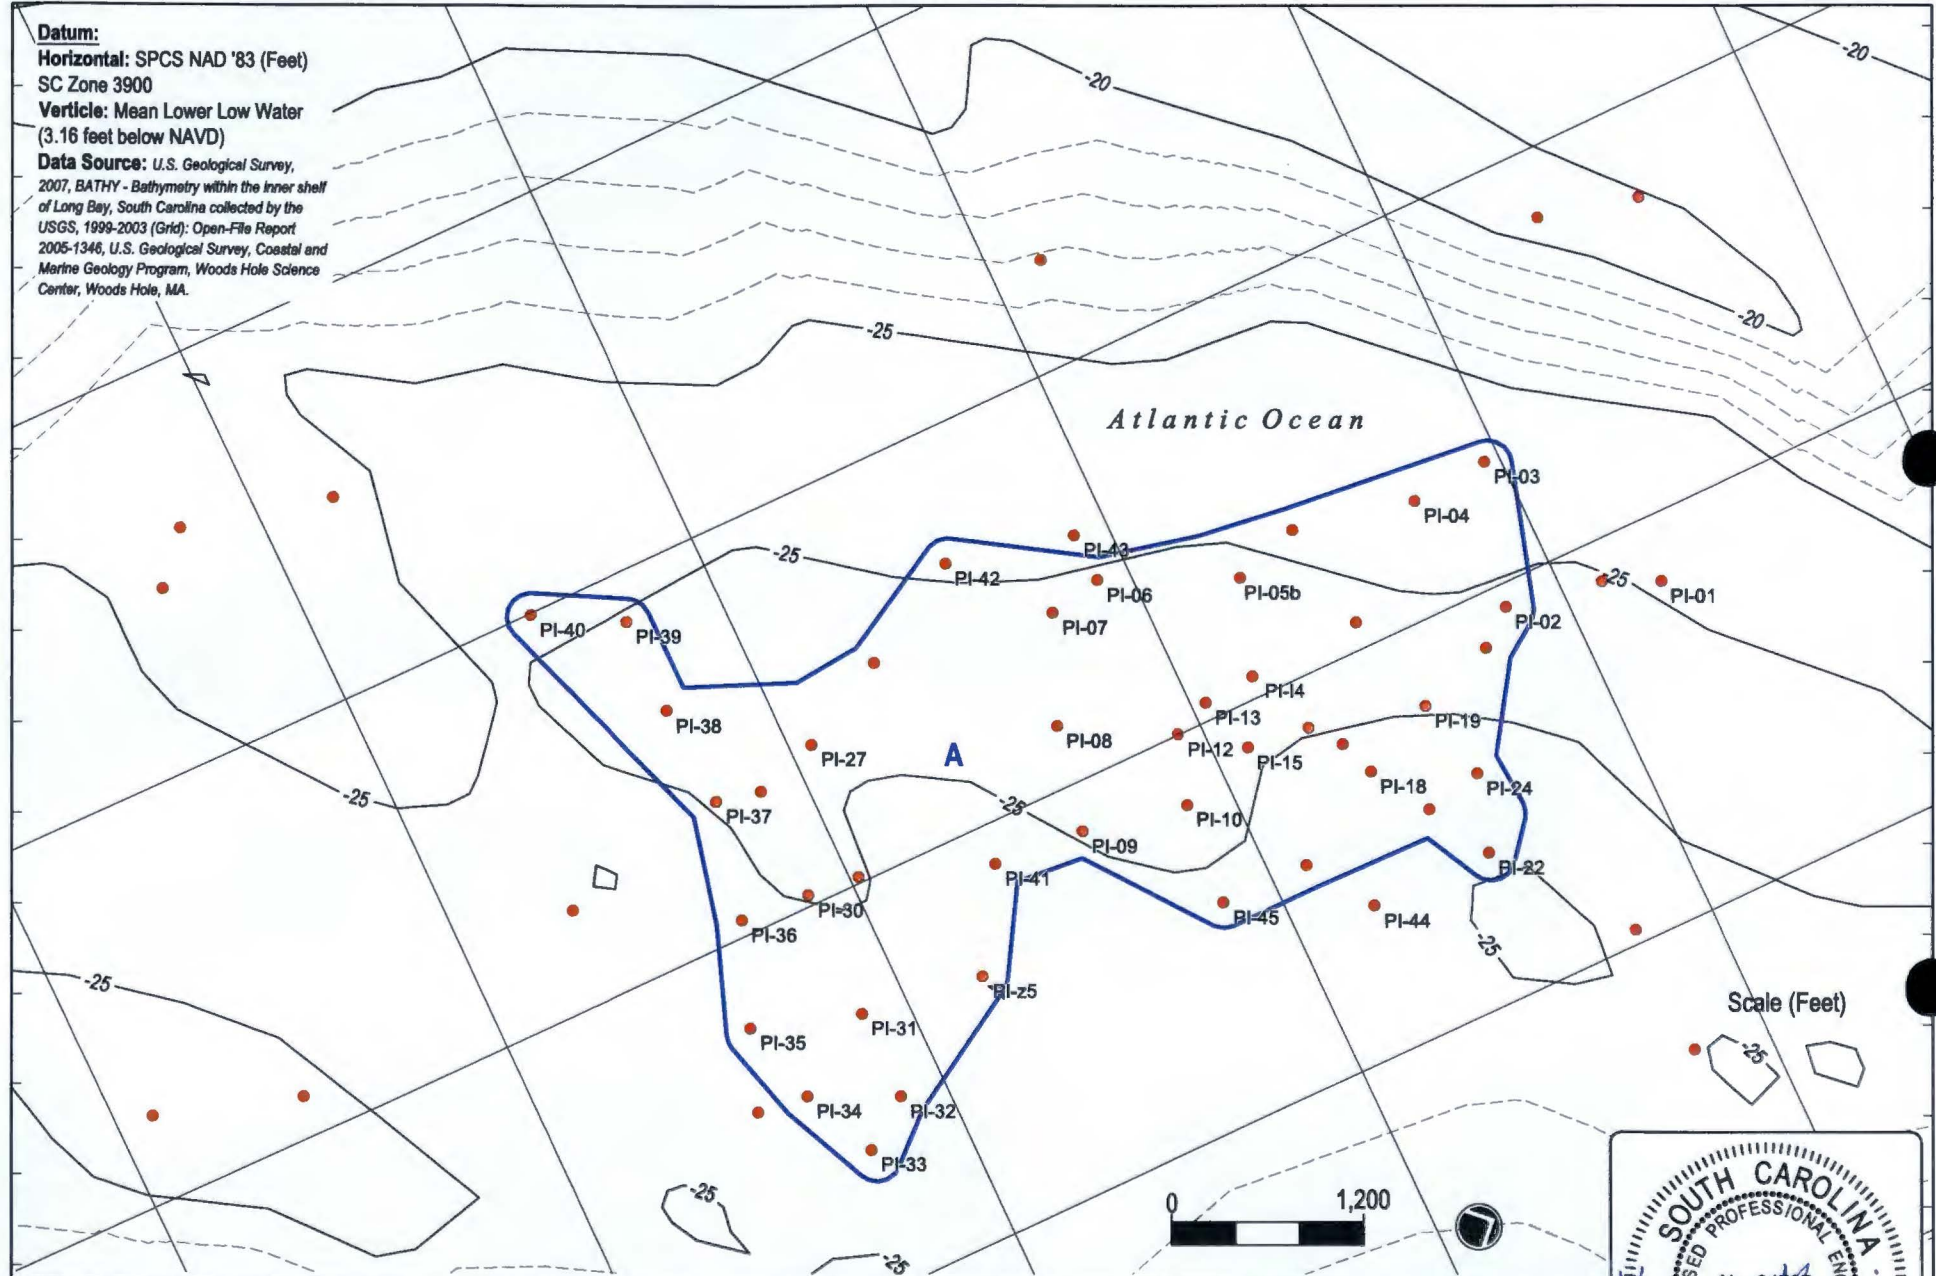 Datum:
Horizontal: SPCS NAD '83 (Feet)
SC Zone 3900
Verticle: Mean Lower Low Water
(3.16 feet below NAVD)
Data Source: U.S. Geological Survey,
2007, BATHY - Bathymetry within the inner shelf
of Long Bay, South Carolina collected by the
USGS, 1999-2003 (Grid): Open-File Report
2005-1346, U.S. Geological Survey, Coastal and
Marine Geology Program, Woods Hole Science
Center, Woods Hole, MA.
-20
-20
-20
-25
Atlantic Ocean
PI-03
PI-04
PI-43
-25
PI-42
PI-06
PI-05b
-25
PI-01
PI-40
PI-39
PI-07
PI-02
PI-14
PI-38
PI-13
PI-19
PI-08
PI-12
PI-27
A
PI-15
PI-18
PI-24
-25
-25
PI-37
PI-10
PI-09
PI-41
PI-22
PI-30
PI-45
PI-44
PI-36
-25
-25
PI-z5
Scale (Feet)
PI-31
PI-35
-25
PI-34
PI-32
PI-33
-25
0 1,200
-25
SOUTH CAROLINA
PROFESSIONAL